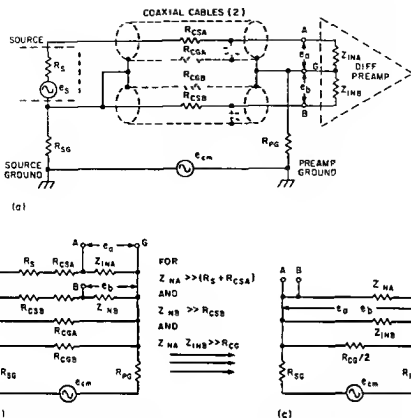 COAXIAL CABLES (2)
SOURCE
R_CSA
R_CGA
R_CGB
R_CSB
R_S
e_S
A
e_a
G
e_b
B
Z_INA
DIFF
PREAMP
Z_INB
R_SG
R_PG
e_cm
SOURCE
GROUND
PREAMP
GROUND
(a)
A e_a G
R_S R_CSA Z_INA
B e_b
R_CSB Z_NB
R_CGA
R_CGB
SG
R_PG
e_cm
FOR
Z_NA >>(R_S + R_CSA)
AND
Z_NB >> R_CSB
AND
Z_NA Z_INB >> R_CG
A B
Z_NA
e_a e_b
Z_INB
R_CG/2
R_SG
e_cm
(c)